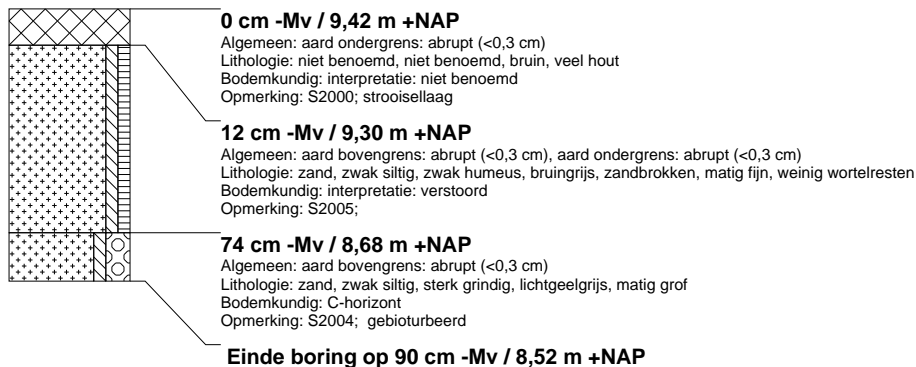 0 cm -Mv / 9,42 m +NAP
Algemeen: aard ondergrens: abrupt (<0,3 cm)
Lithologie: niet benoemd, niet benoemd, bruin, veel hout
Bodemkundig: interpretatie: niet benoemd
Opmerking: S2000; strooisellaag
12 cm -Mv / 9,30 m +NAP
Algemeen: aard bovengrens: abrupt (<0,3 cm), aard ondergrens: abrupt (<0,3 cm)
Lithologie: zand, zwak siltig, zwak humeus, bruingrijs, zandbrokken, matig fijn, weinig wortelresten
Bodemkundig: interpretatie: verstoord
Opmerking: S2005;
74 cm -Mv / 8,68 m +NAP
Algemeen: aard bovengrens: abrupt (<0,3 cm)
Lithologie: zand, zwak siltig, sterk grindig, lichtgeelgrijs, matig grof
Bodemkundig: C-horizont
Opmerking: S2004; gebioturbeerd
Einde boring op 90 cm -Mv / 8,52 m +NAP